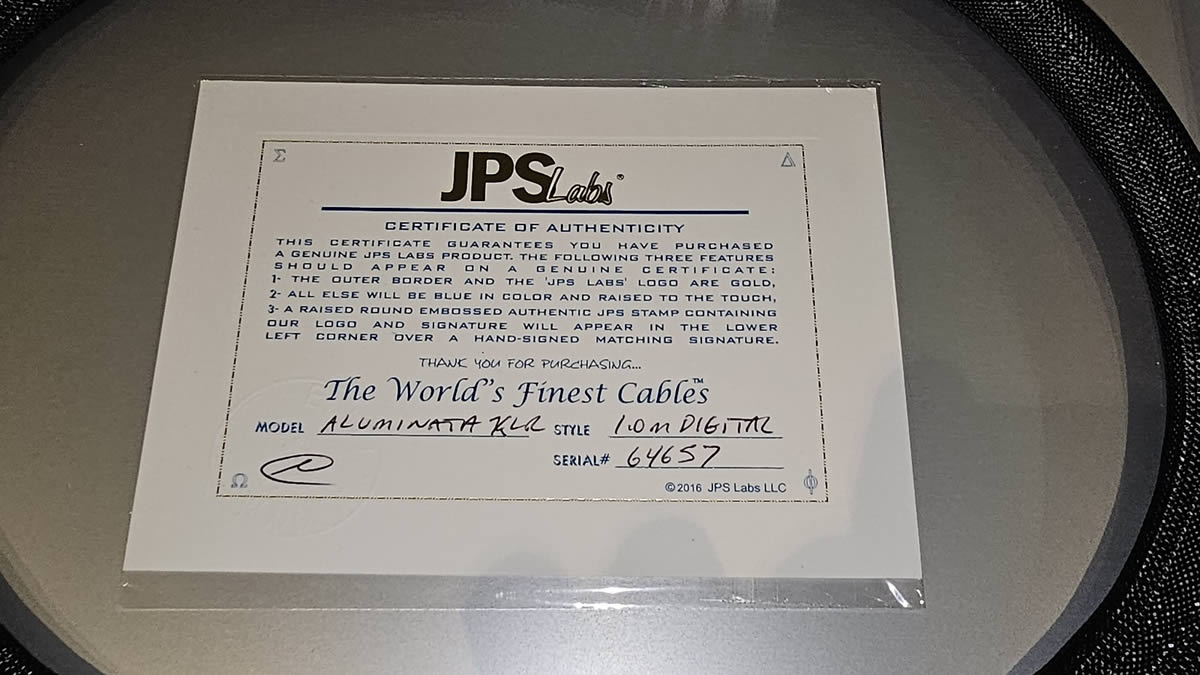 Σ Δ
JPS Labs®
CERTIFICATE OF AUTHENTICITY
THIS CERTIFICATE GUARANTEES YOU HAVE PURCHASED
A GENUINE JPS LABS PRODUCT. THE FOLLOWING THREE FEATURES
SHOULD APPEAR ON A GENUINE CERTIFICATE:
1- THE OUTER BORDER AND THE 'JPS LABS' LOGO ARE GOLD,
2- ALL ELSE WILL BE BLUE IN COLOR AND RAISED TO THE TOUCH,
3- A RAISED ROUND EMBOSSED AUTHENTIC JPS STAMP CONTAINING
OUR LOGO AND SIGNATURE WILL APPEAR IN THE LOWER
LEFT CORNER OVER A HAND-SIGNED MATCHING SIGNATURE.
THANK YOU FOR PURCHASING...
The World's Finest Cables™
MODEL ALUMINATA KLR STYLE 1.0m DIGITAL
SERIAL# 64657
Ω ©2016 JPS Labs LLC Φ